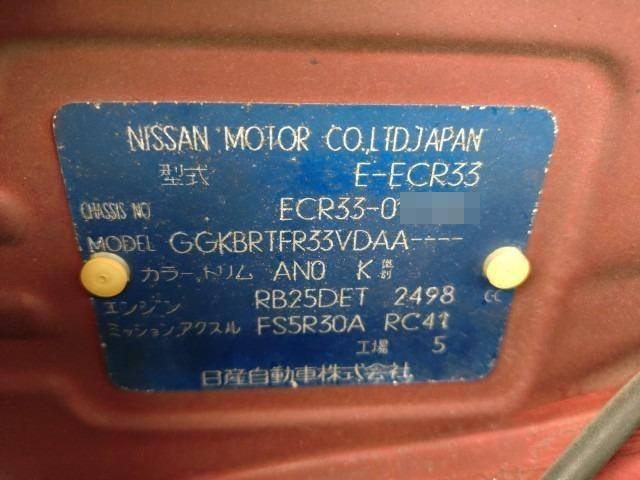 NISSAN MOTOR CO.,LTD.JAPAN
型式 E-ECR33
CHASSIS NO ECR33-0
MODEL GGKBRTFR33VDAA----
カラー,トリム AN0 K
エンジン RB25DET 2498 CC
ミッション,アクスル FS5R30A RC41
工場 5
日産自動車株式会社